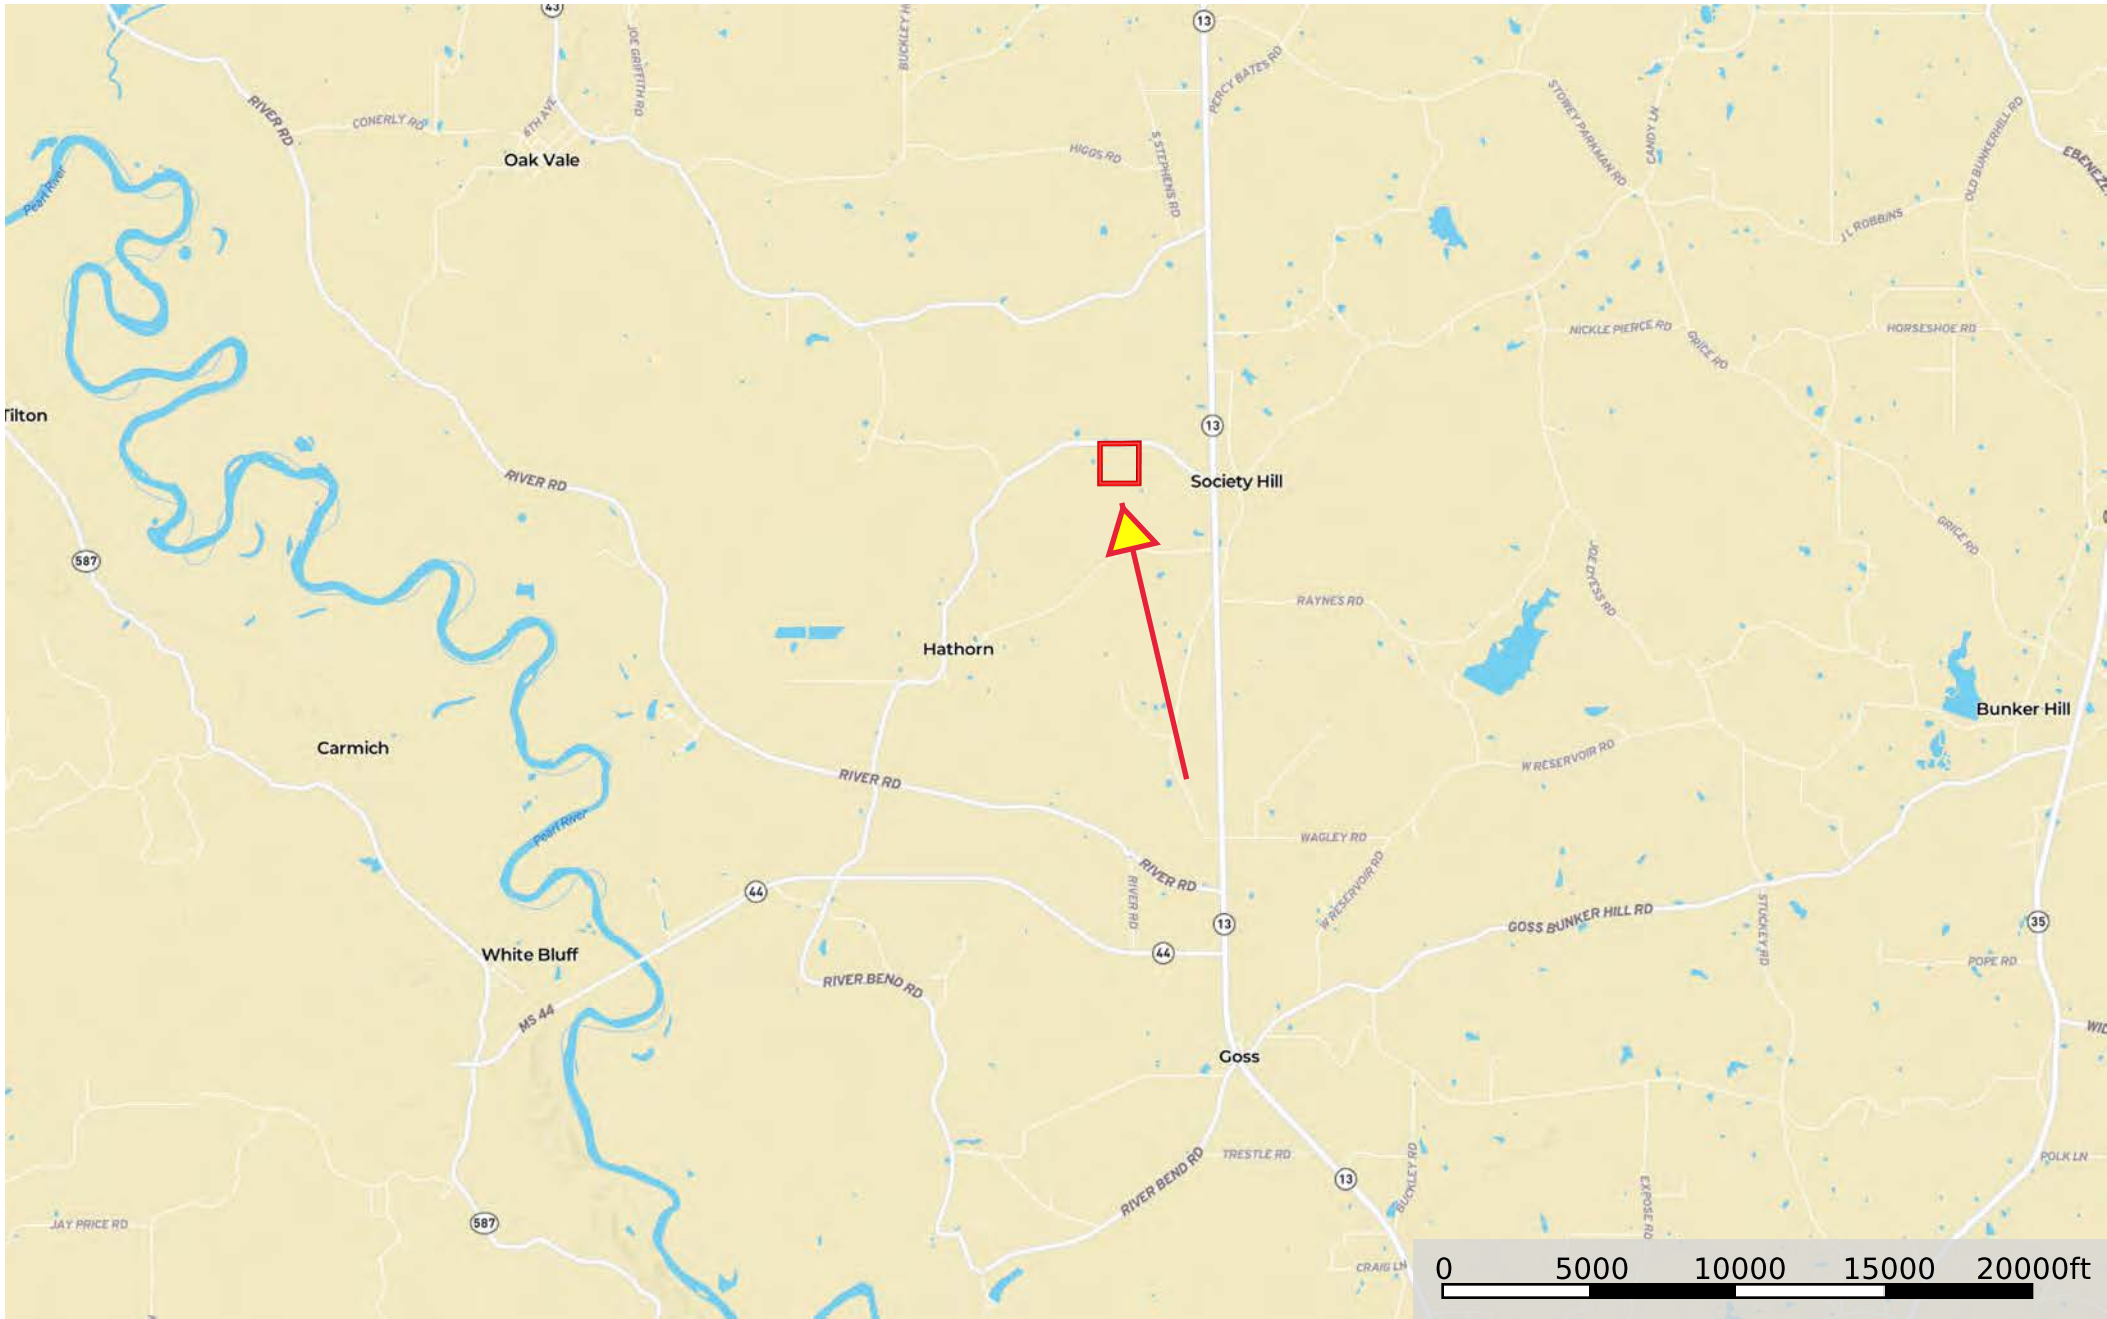 43
13
JOE GRIFFITH RD
BUCKLEY H
PERCY BATES RD
RIVER RD
CONERLY RD
6TH AVE
Oak Vale
HIGGS RD
S STEPHENS RD
STOWEY PARKMAN RD
CANDY LN
OLD BUNKERHILL RD
EBENEZE
Pearl River
J L ROBBINS
NICKLE PIERCE RD
GRICE RD
HORSESHOE RD
Tilton
13
RIVER RD
Society Hill
GRICE RD
587
JOE DYESS RD
RAYNES RD
Hathorn
Bunker Hill
Carmich
W RESERVOIR RD
RIVER RD
Pearl River
WAGLEY RD
RIVER RD
W RESERVOIR RD
RIVER RD
44
13
GOSS BUNKER HILL RD
STUCKEY RD
35
44
White Bluff
POPE RD
RIVER BEND RD
MS 44
WID
Goss
TRESTLE RD
POLK LN
RIVER BEND RD
13
BUCKLEY RD
EXPOSE RD
JAY PRICE RD
587
CRAIG LN
0 5000 10000 15000 20000ft